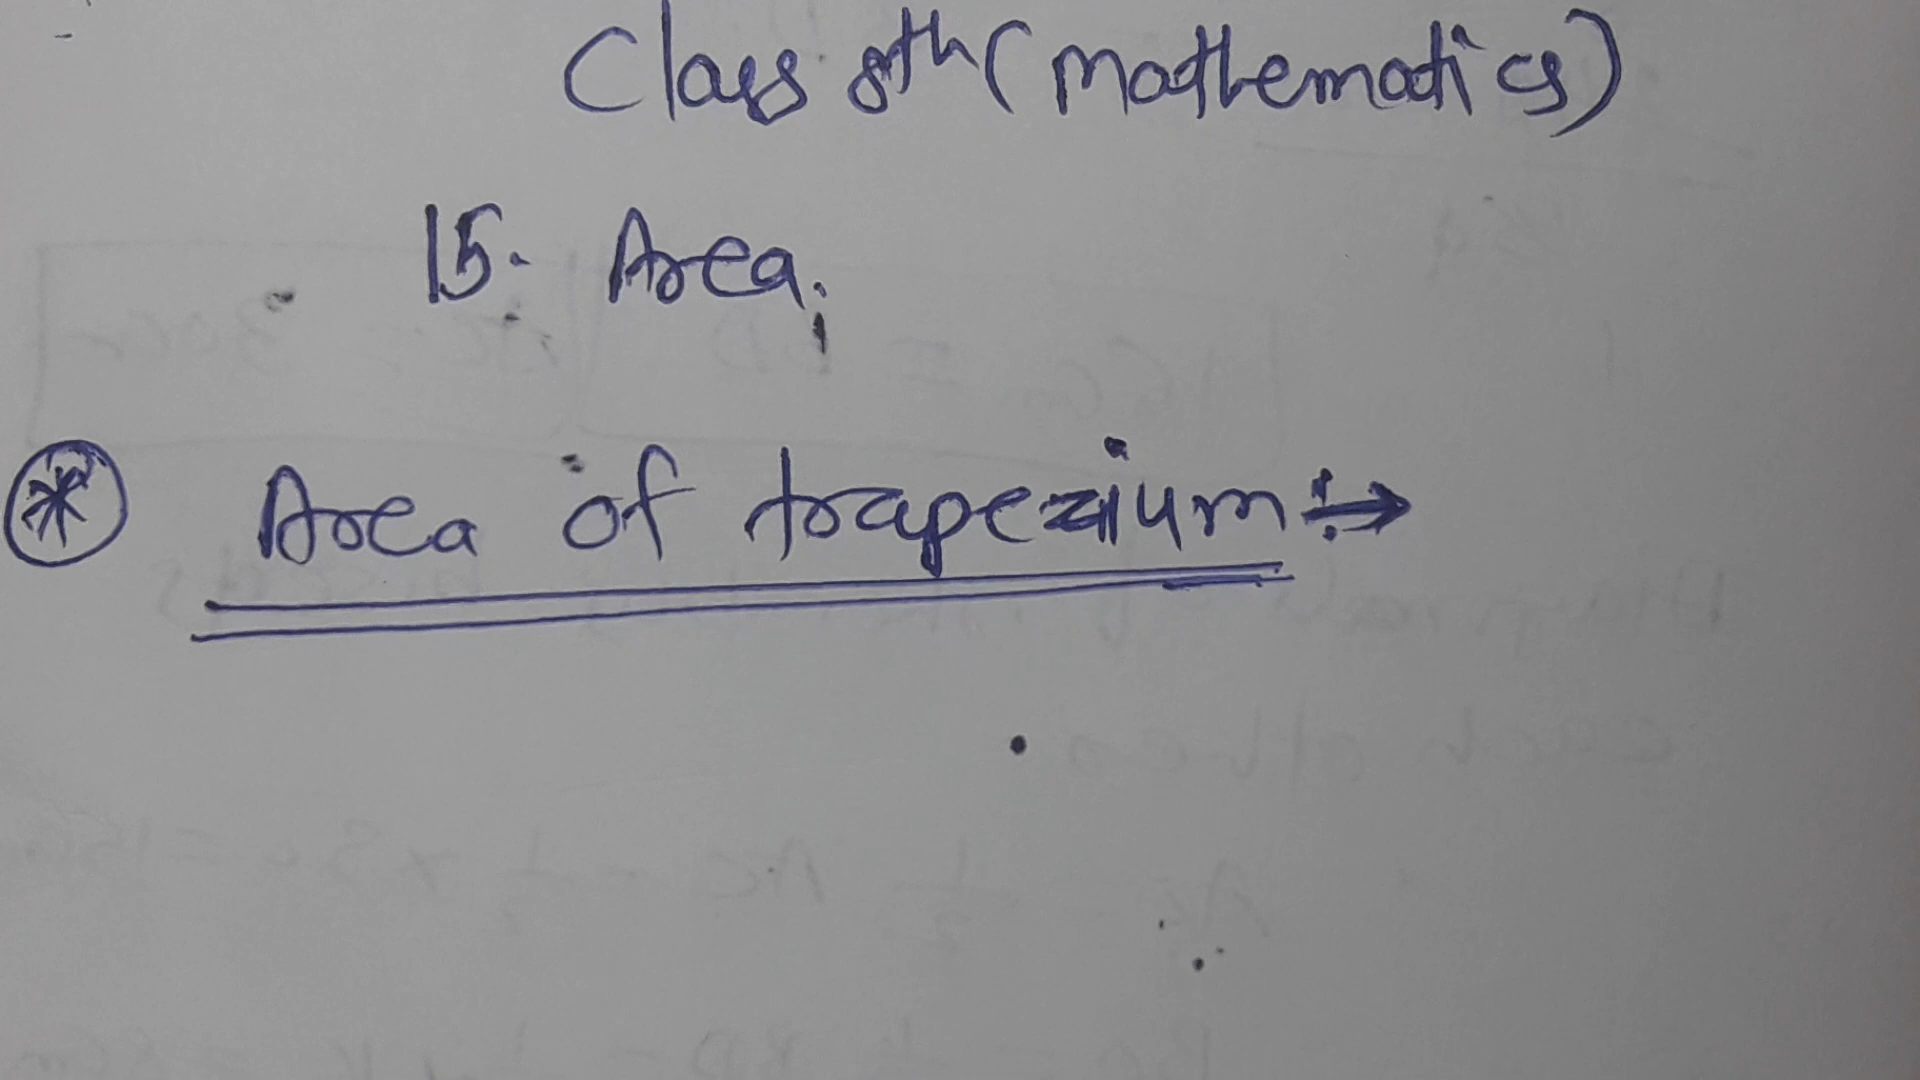 Class 8th (Mathematics)
15. Area.
* Area of trapezium :→